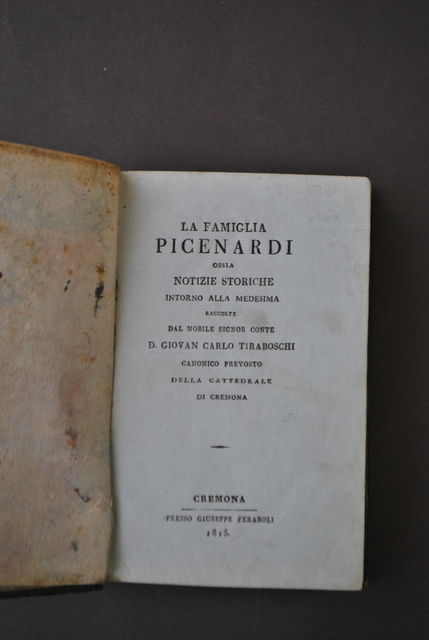 LA FAMIGLIA
PICENARDI
OSSIA
NOTIZIE STORICHE
INTORNO ALLA MEDESIMA
RACCOLTE
DAL NOBILE SIGNOR CONTE
D. GIOVAN CARLO TIRABOSCHI
CANONICO PREVOSTO
DELLA CATTEDRALE
DI CREMONA
CREMONA
PRESSO GIUSEPPE FERABOLI
1815.